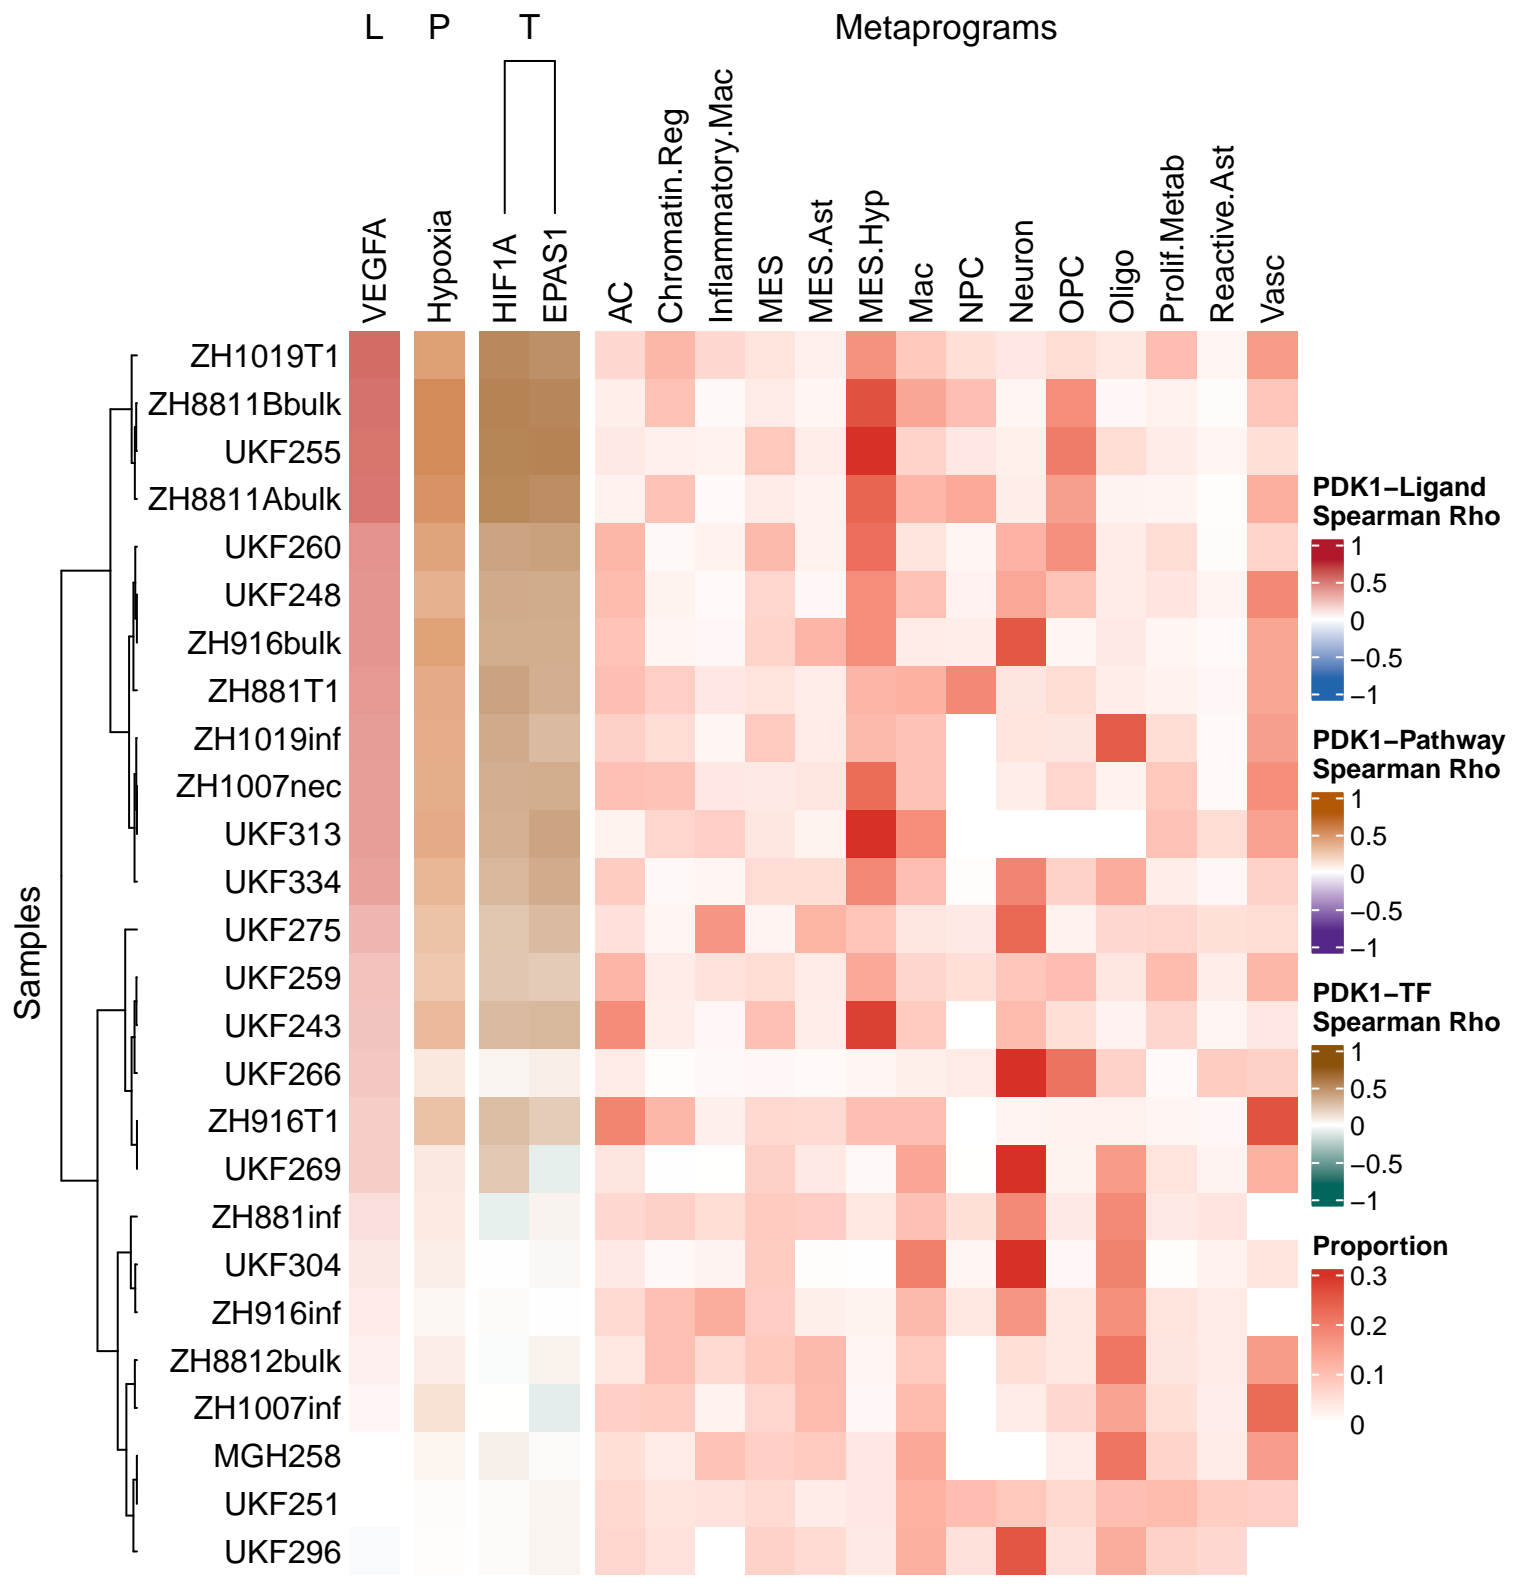 L P T Metaprograms
VEGFA
Hypoxia
HIF1A
EPAS1
AC
Chromatin.Reg
Inflammatory.Mac
MES
MES.Ast
MES.Hyp
Mac
NPC
Neuron
OPC
Oligo
Prolif.Metab
Reactive.Ast
Vasc
Samples
ZH1019T1
ZH8811Bbulk
UKF255
ZH8811Abulk
UKF260
UKF248
ZH916bulk
ZH881T1
ZH1019inf
ZH1007nec
UKF313
UKF334
UKF275
UKF259
UKF243
UKF266
ZH916T1
UKF269
ZH881inf
UKF304
ZH916inf
ZH8812bulk
ZH1007inf
MGH258
UKF251
UKF296
PDK1−Ligand
Spearman Rho
1
0.5
0
−0.5
−1
PDK1−Pathway
Spearman Rho
1
0.5
0
−0.5
−1
PDK1−TF
Spearman Rho
1
0.5
0
−0.5
−1
Proportion
0.3
0.2
0.1
0